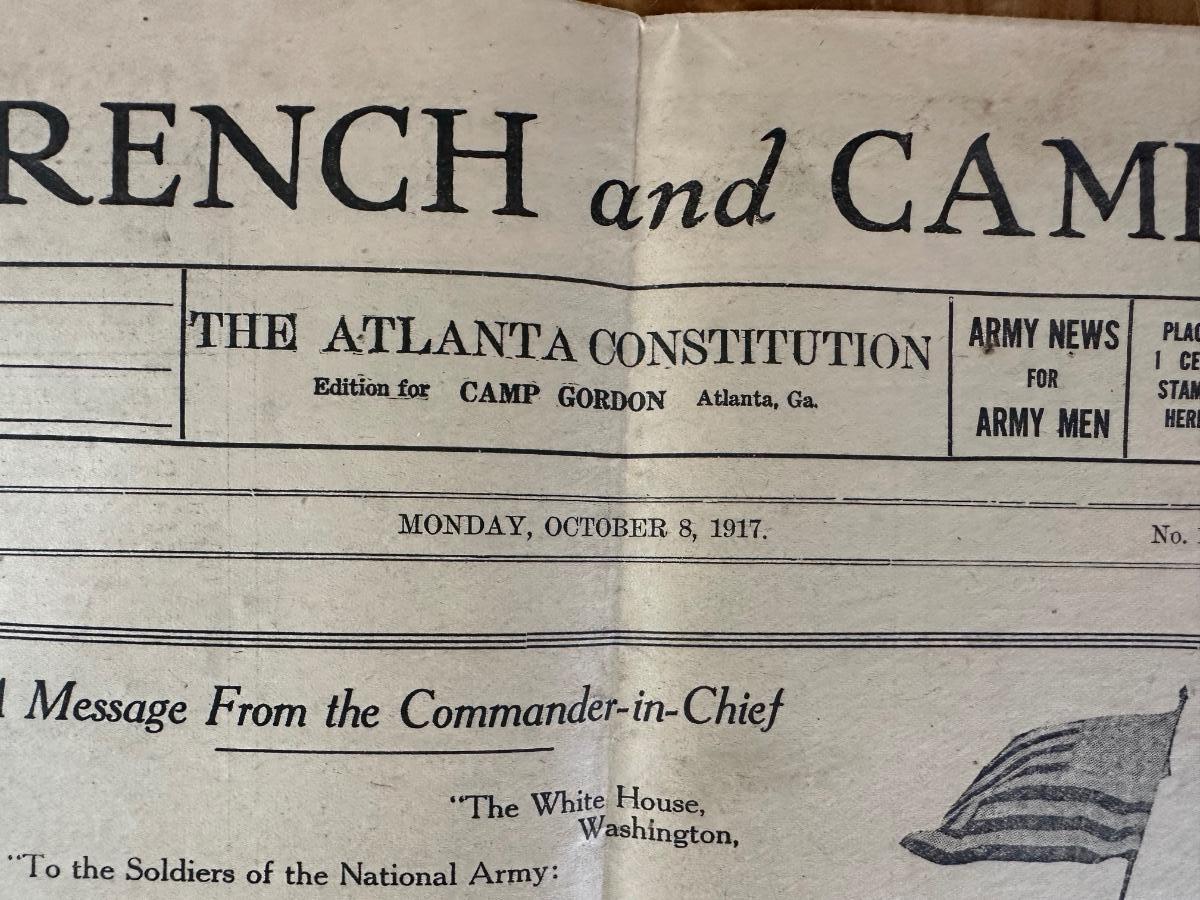 RENCH and CAM
THE ATLANTA CONSTITUTION
Edition for CAMP GORDON Atlanta, Ga.
ARMY NEWS
FOR
ARMY MEN
PLAC
1 CE
STAM
HER
MONDAY, OCTOBER 8, 1917.
No.
Message From the Commander-in-Chief
"The White House,
Washington,
"To the Soldiers of the National Army: